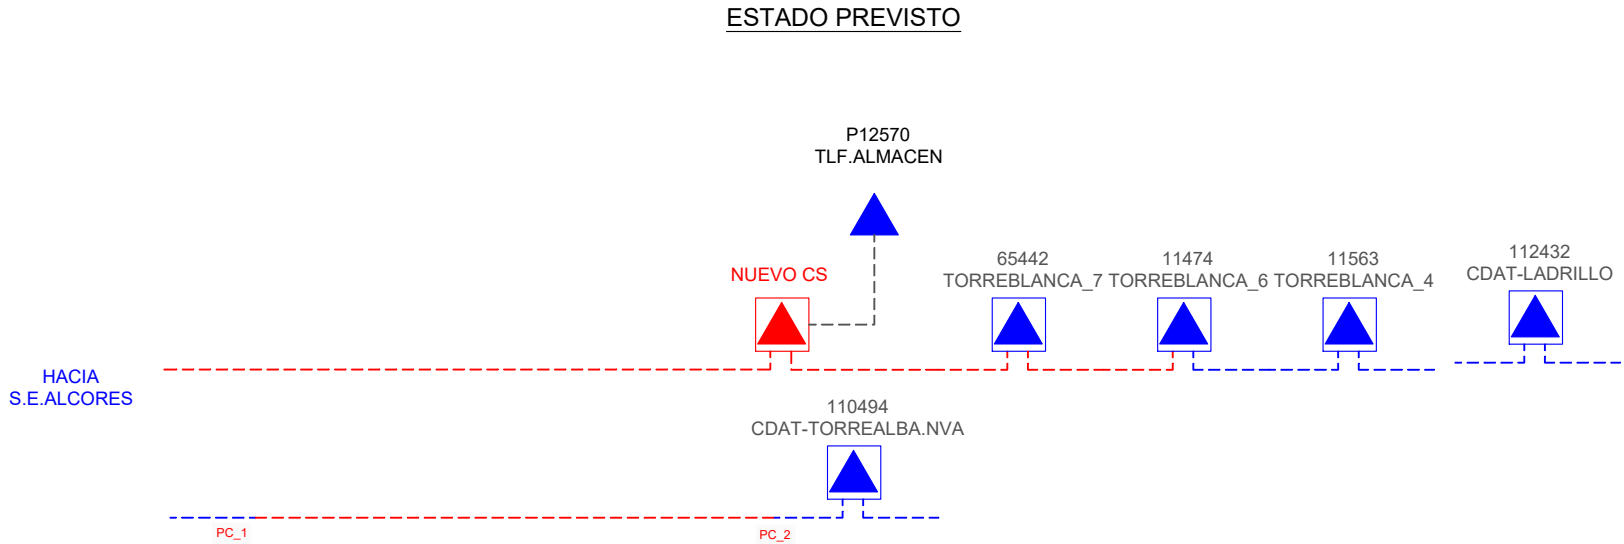 ESTADO PREVISTO
P12570
TLF.ALMACEN
NUEVO CS
65442
TORREBLANCA_7
11474
TORREBLANCA_6
11563
TORREBLANCA_4
112432
CDAT-LADRILLO
HACIA
S.E.ALCORES
110494
CDAT-TORREALBA.NVA
PC_1
PC_2